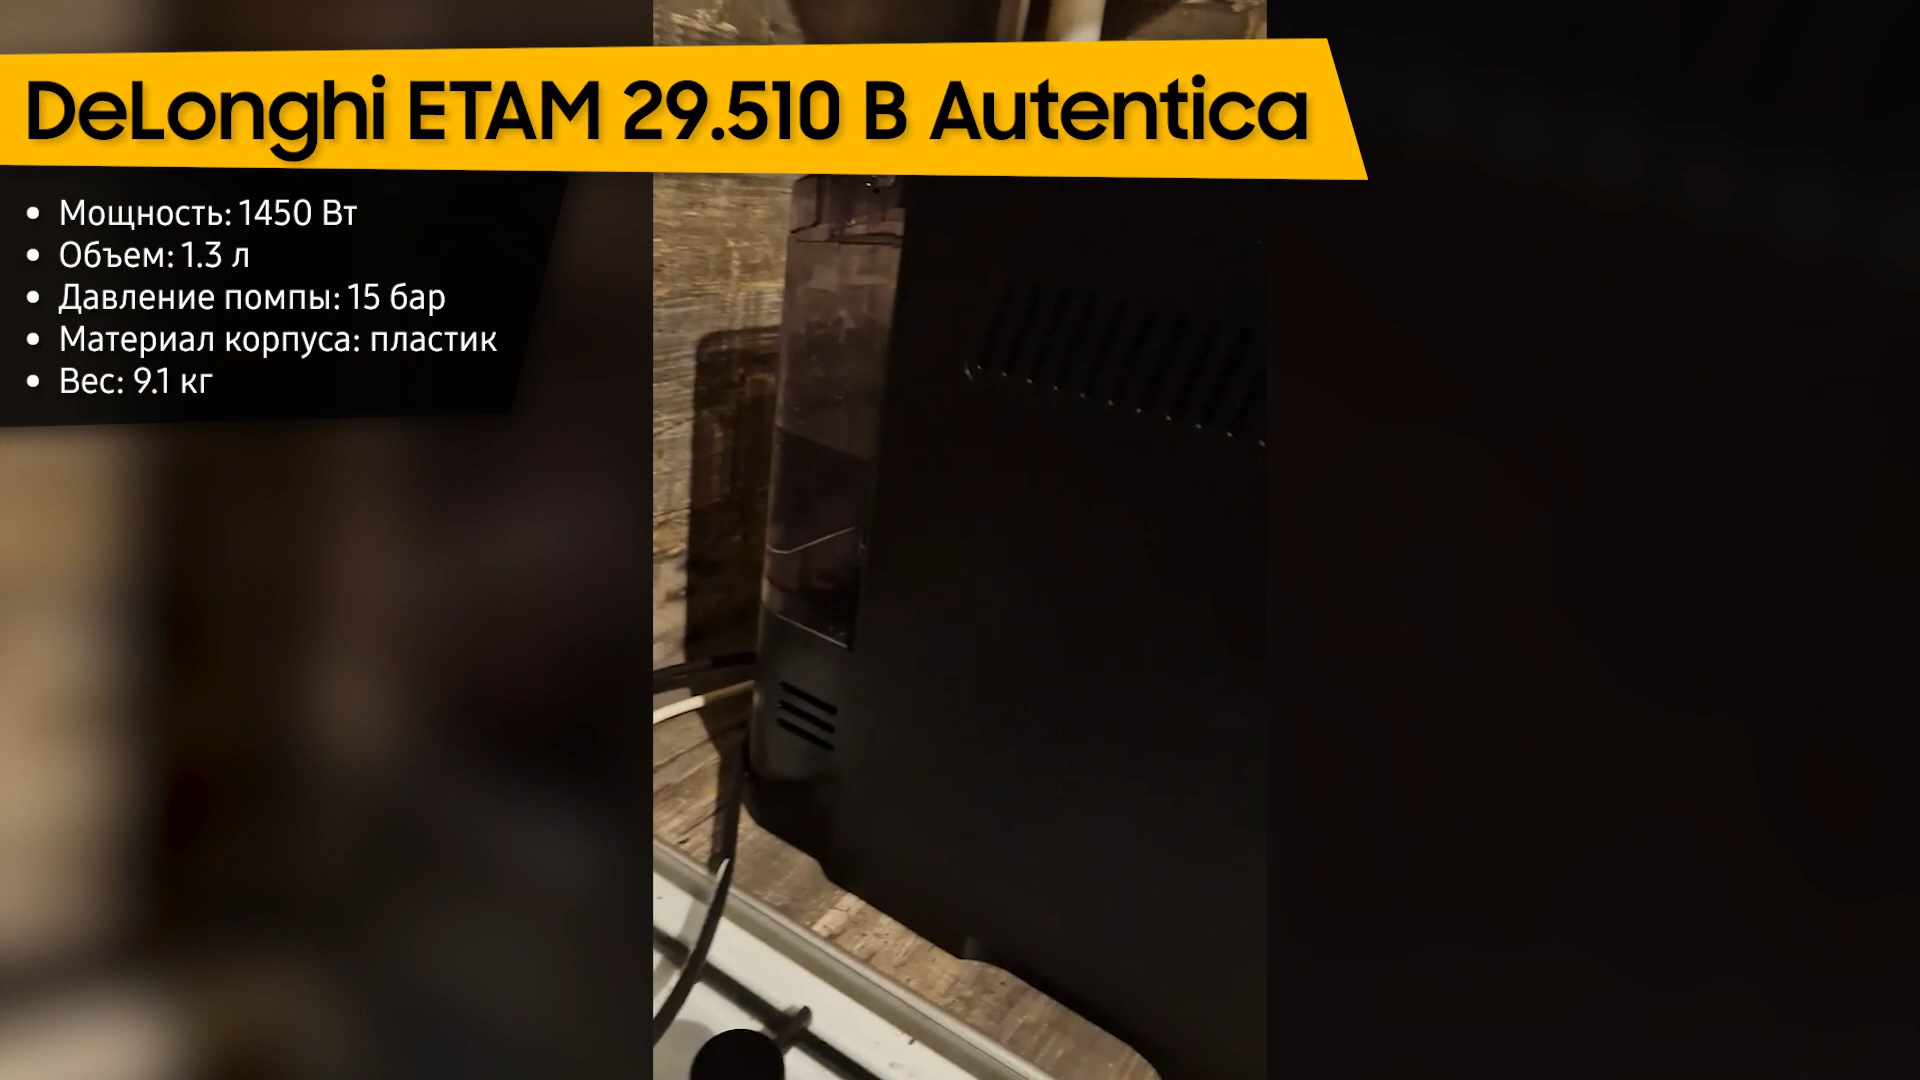 DeLonghi ETAM 29.510 B Autentica
• Мощность: 1450 Вт
• Объем: 1.3 л
• Давление помпы: 15 бар
• Материал корпуса: пластик
• Вес: 9.1 кг